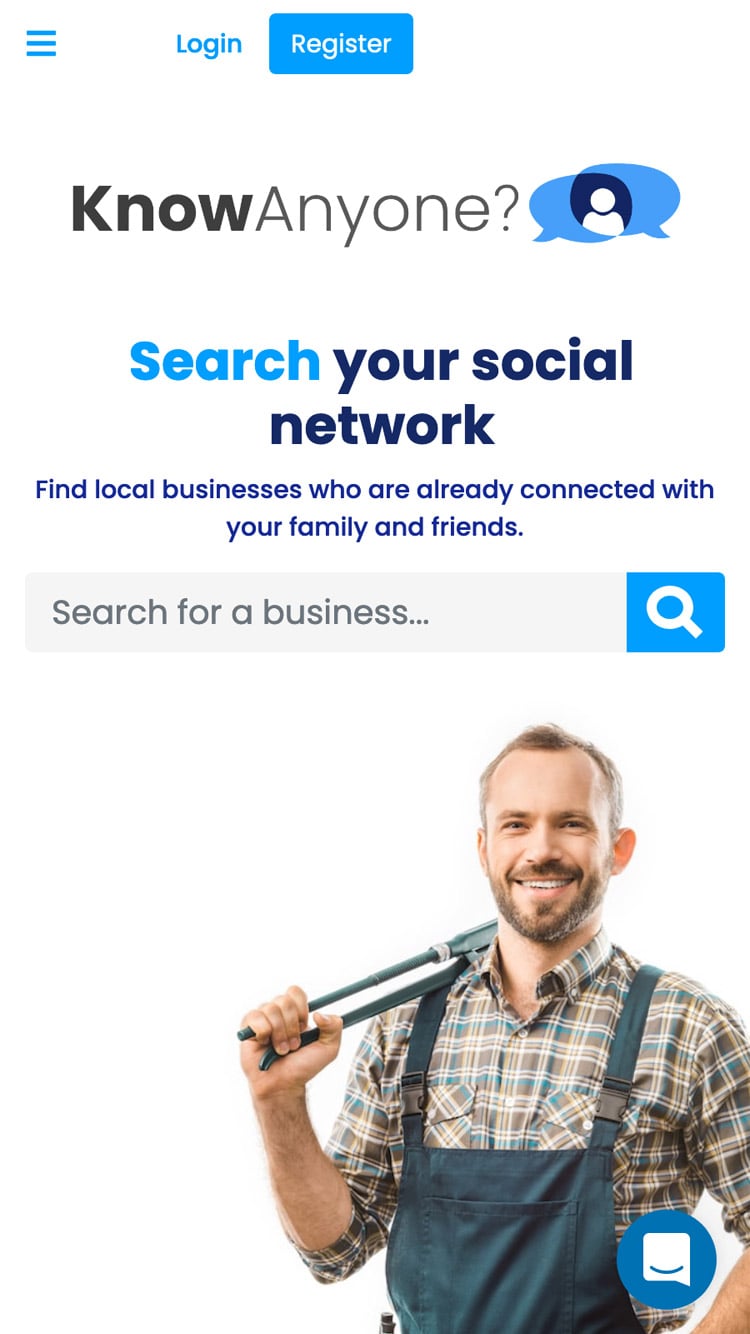 Login Register
KnowAnyone?
Search your social
network
Find local businesses who are already connected with
your family and friends.
Search for a business...